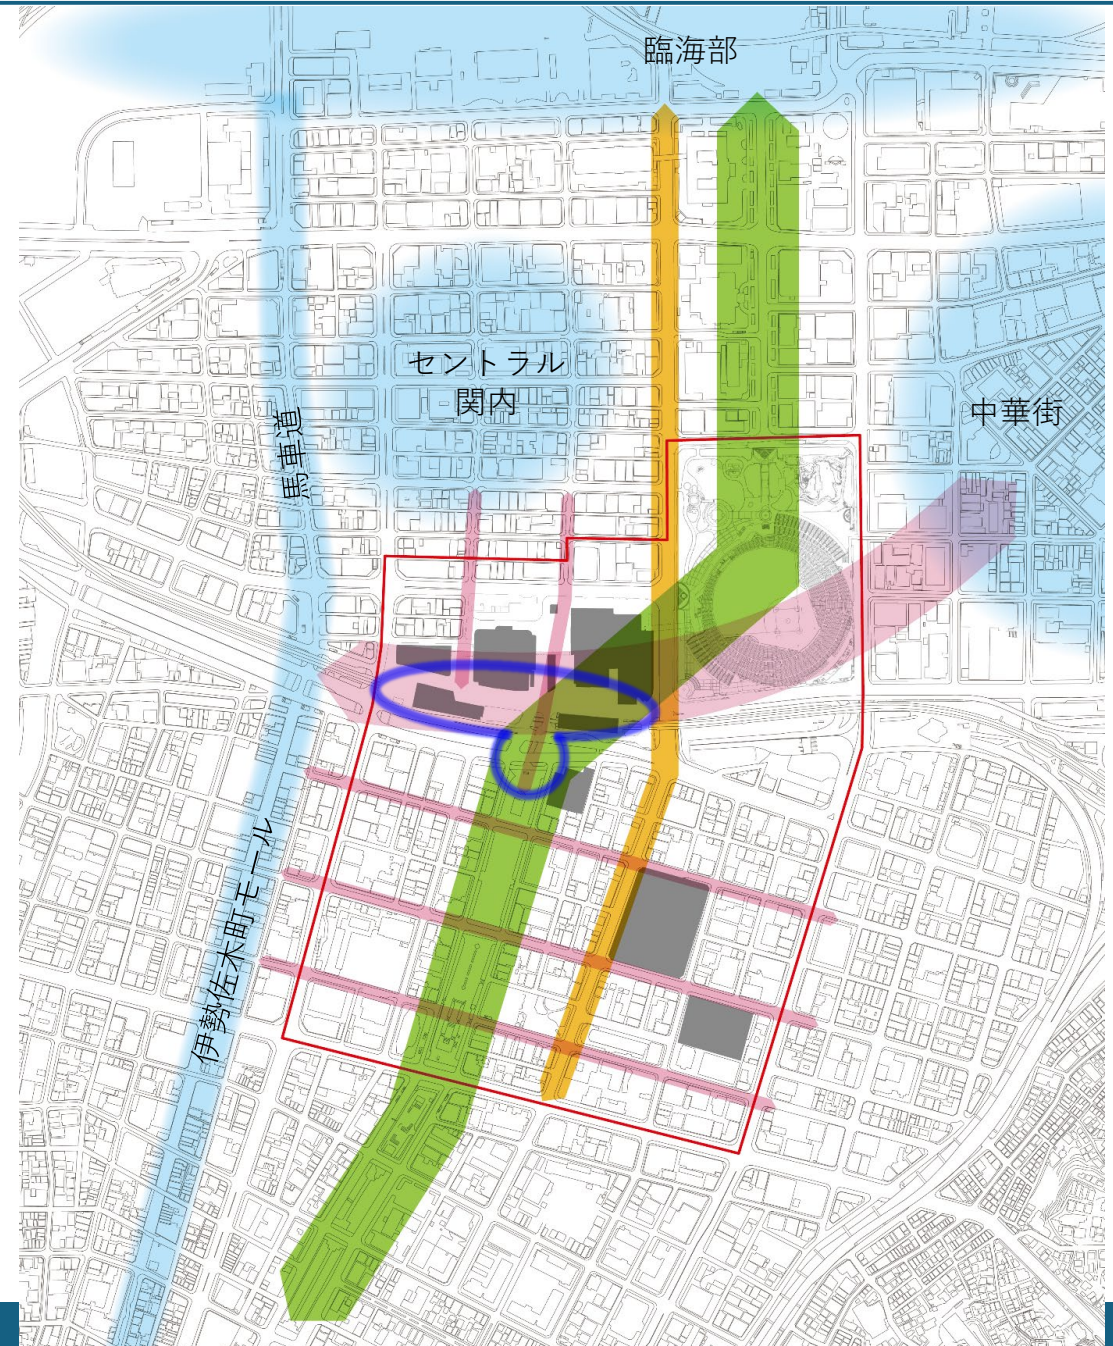 臨海部
セントラル
関内
中華街
馬車道
伊勢佐木町モール